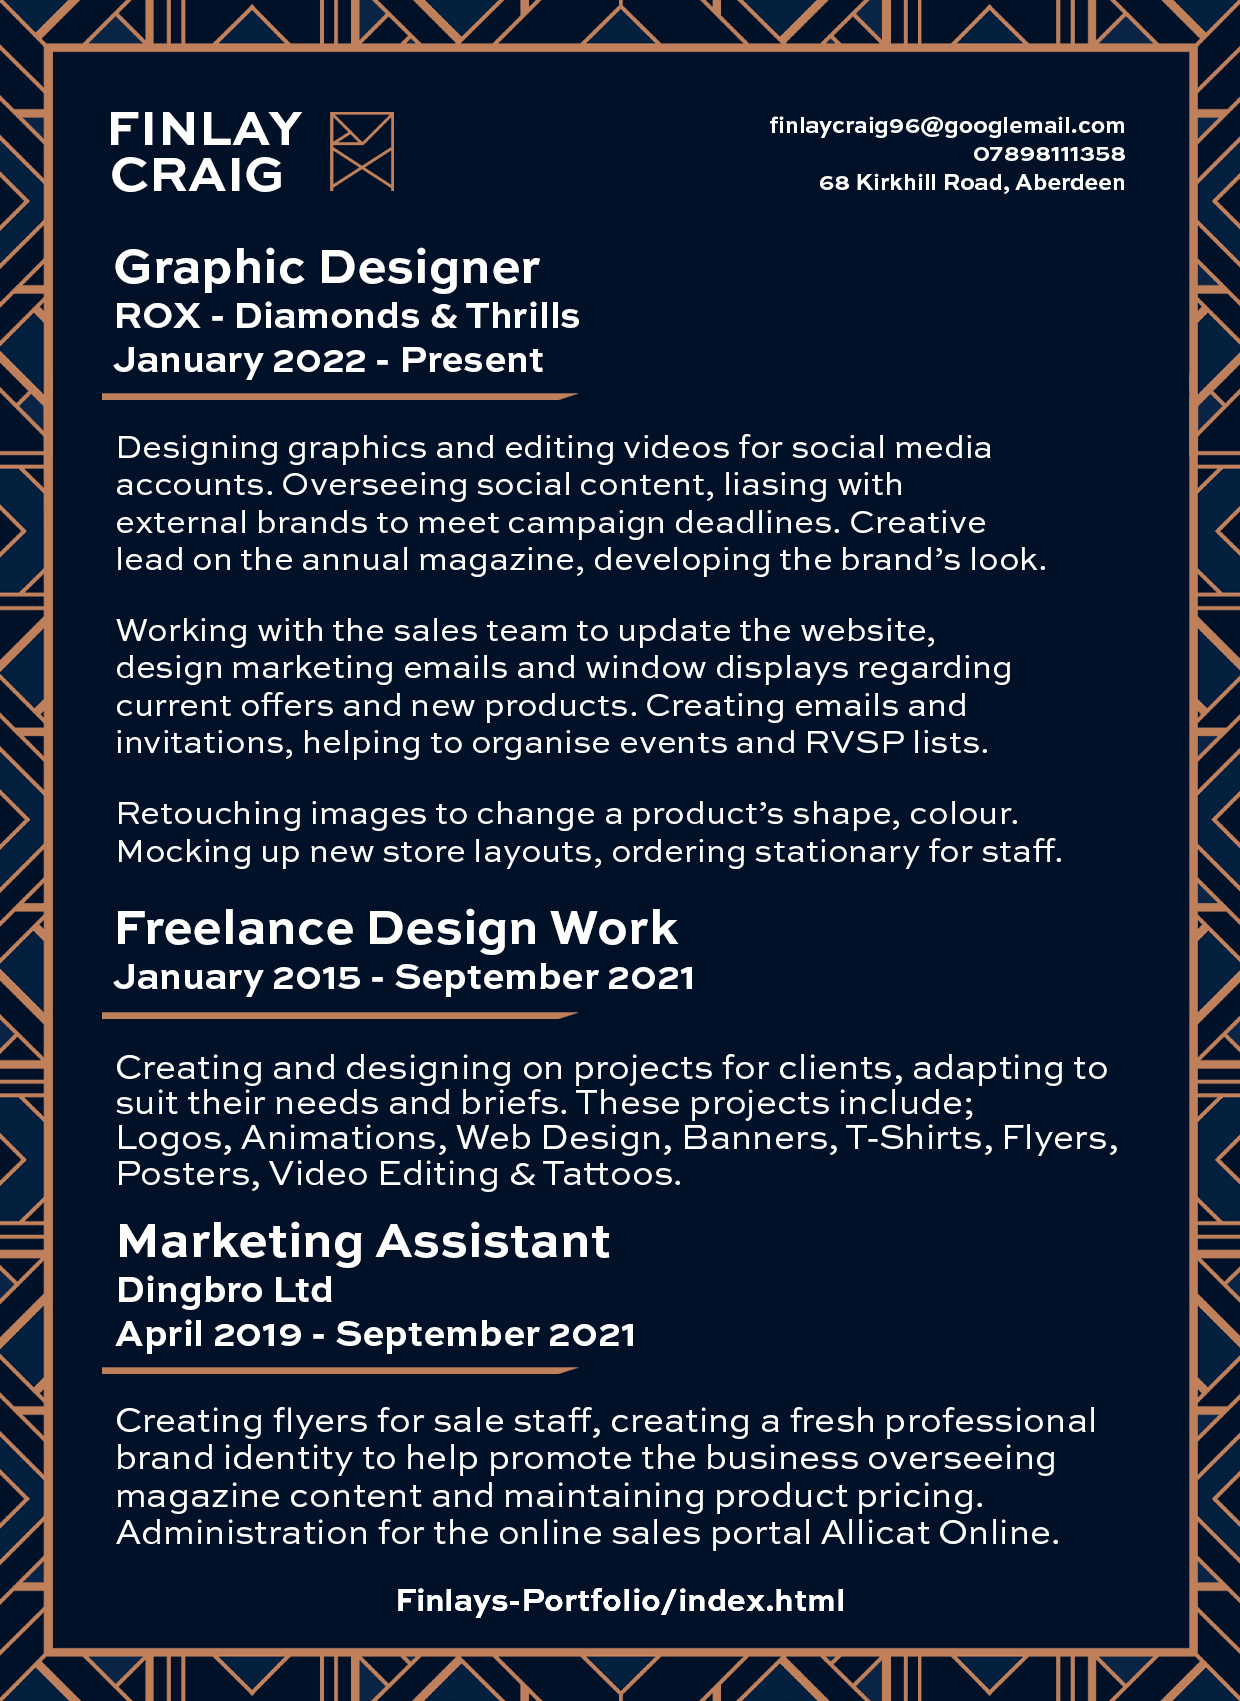 FINLAY
CRAIG
finlaycraig96@googlemail.com
07898111358
68 Kirkhill Road, Aberdeen
Graphic Designer
ROX - Diamonds & Thrills
January 2022 - Present
Designing graphics and editing videos for social media
accounts. Overseeing social content, liasing with
external brands to meet campaign deadlines. Creative
lead on the annual magazine, developing the brand’s look.
Working with the sales team to update the website,
design marketing emails and window displays regarding
current offers and new products. Creating emails and
invitations, helping to organise events and RVSP lists.
Retouching images to change a product’s shape, colour.
Mocking up new store layouts, ordering stationary for staff.
Freelance Design Work
January 2015 - September 2021
Creating and designing on projects for clients, adapting to
suit their needs and briefs. These projects include;
Logos, Animations, Web Design, Banners, T-Shirts, Flyers,
Posters, Video Editing & Tattoos.
Marketing Assistant
Dingbro Ltd
April 2019 - September 2021
Creating flyers for sale staff, creating a fresh professional
brand identity to help promote the business overseeing
magazine content and maintaining product pricing.
Administration for the online sales portal Allicat Online.
Finlays-Portfolio/index.html